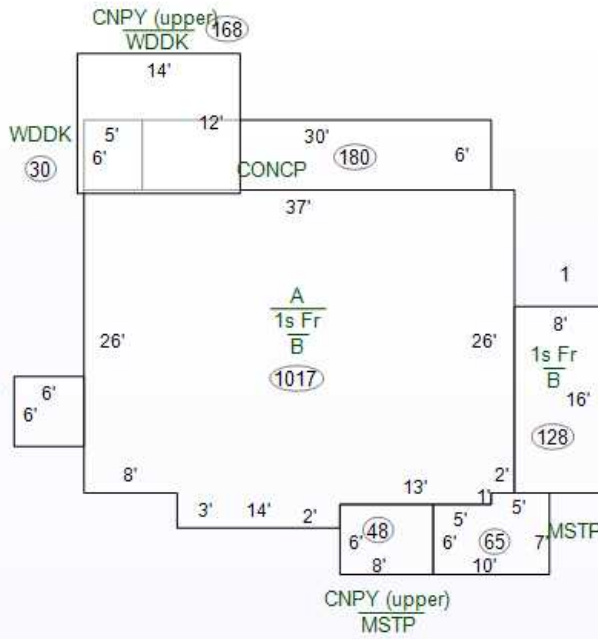 CNPY (upper)
WDDK
168
14'
WDDK
30
5'
6'
12'
30'
180
6'
CONCP
37'
A
1s Fr
B
1017
26'
26'
1
8'
1s Fr
B
16'
128
6'
6'
8'
3'
14'
2'
13'
1'
2'
48
6'
8'
5'
5'
6'
65
7'
10'
MSTP
CNPY (upper)
MSTP